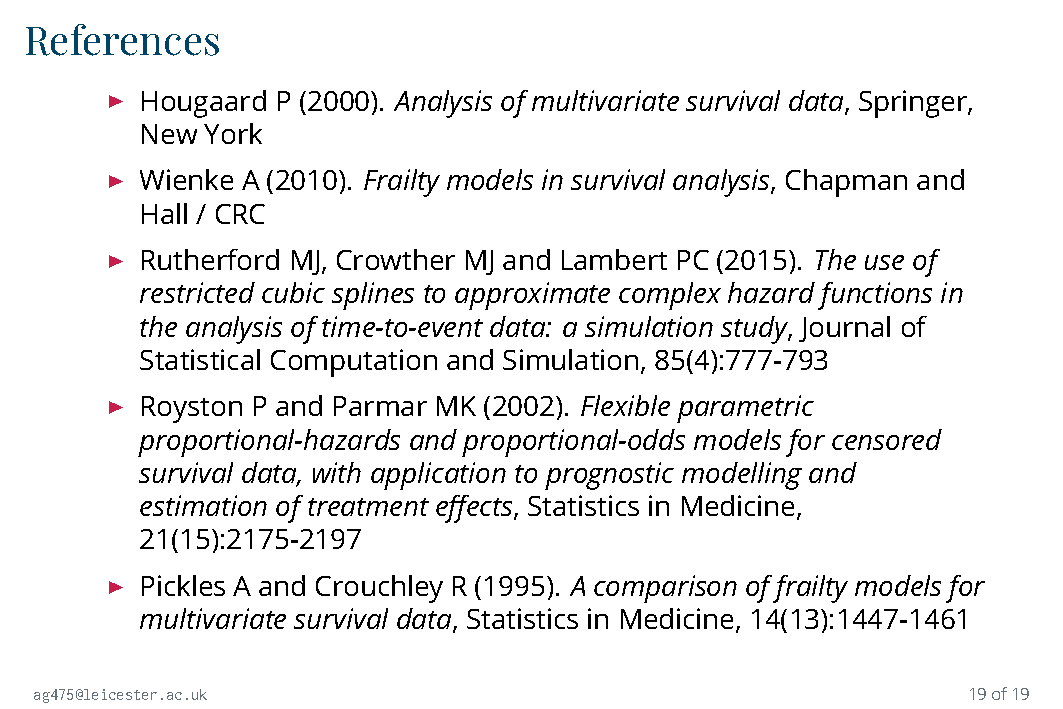 References
▶ Hougaard P (2000). Analysis of multivariate survival data, Springer,
New York
▶ Wienke A (2010). Frailty models in survival analysis, Chapman and
Hall / CRC
▶ Rutherford MJ, Crowther MJ and Lambert PC (2015). The use of
restricted cubic splines to approximate complex hazard functions in
the analysis of time-to-event data: a simulation study, Journal of
Statistical Computation and Simulation, 85(4):777-793
▶ Royston P and Parmar MK (2002). Flexible parametric
proportional-hazards and proportional-odds models for censored
survival data, with application to prognostic modelling and
estimation of treatment effects, Statistics in Medicine,
21(15):2175-2197
▶ Pickles A and Crouchley R (1995). A comparison of frailty models for
multivariate survival data, Statistics in Medicine, 14(13):1447-1461
ag475@leicester.ac.uk
19 of 19